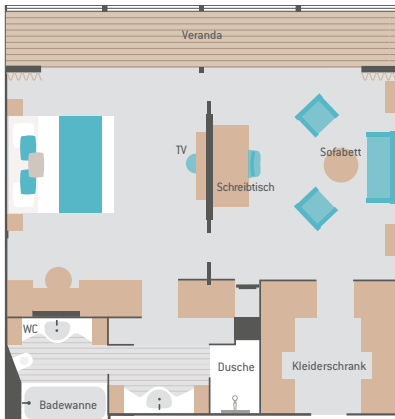 Veranda
TV
Sofabett
Schreibtisch
WC
Dusche
Kleiderschrank
Badewanne